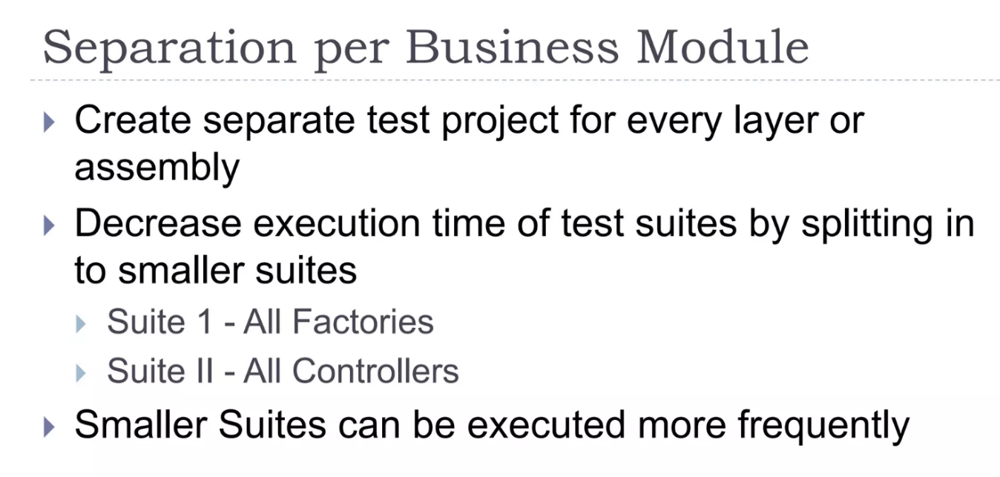 Separation per Business Module
Create separate test project for every layer or
assembly
Decrease execution time of test suites by splitting in
to smaller suites
Suite 1 - All Factories
Suite II - All Controllers
Smaller Suites can be executed more frequently